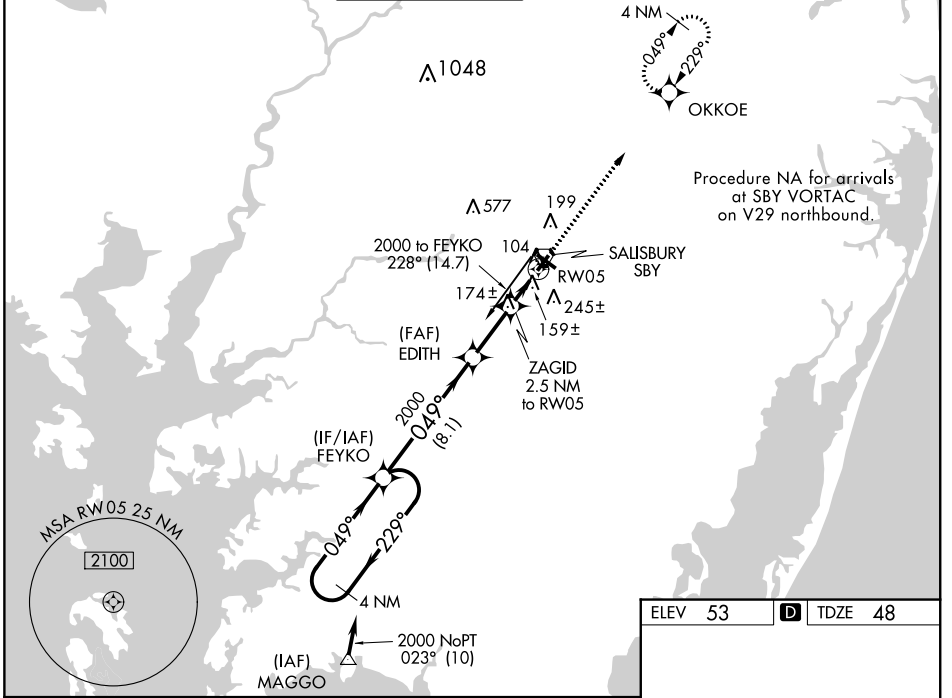 4 NM
049°
229°
OKKOE
1048
Procedure NA for arrivals
at SBY VORTAC
on V29 northbound.
577
199
2000 to FEYKO
228° (14.7)
104
SALISBURY
SBY
RW05
174±
245±
159±
(FAF)
EDITH
ZAGID
2.5 NM
to RW05
2000
049°
(8.1)
(IF/IAF)
FEYKO
049°
229°
4 NM
MSA RW05 25 NM
2100
2000 NoPT
023° (10)
(IAF)
MAGGO
ELEV 53 D TDZE 48